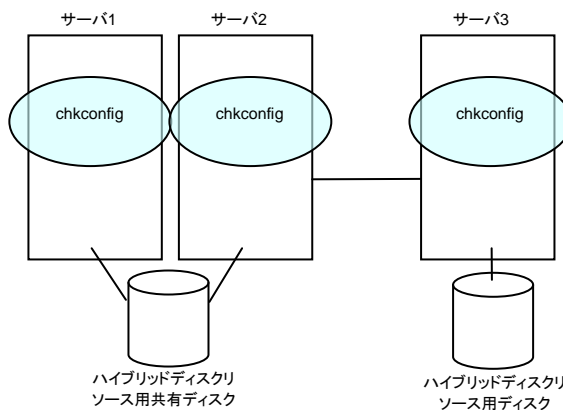 サーバ1
サーバ2
サーバ3
chkconfig
chkconfig
chkconfig
ハイブリッドディスクリ
ソース用共有ディスク
ハイブリッドディスクリ
ソース用ディスク